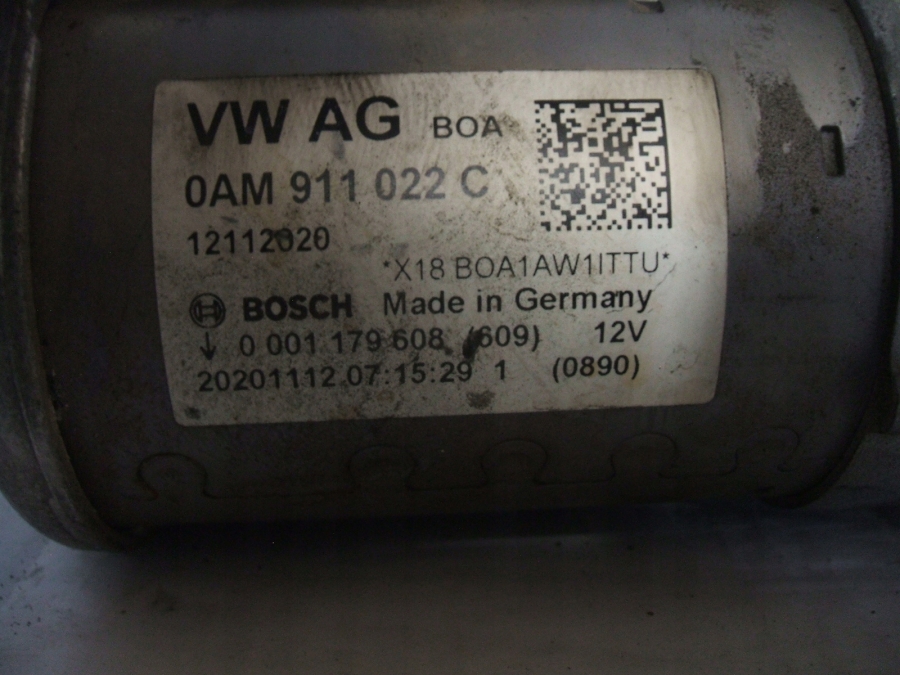 VW AG BOA
0AM 911 022 C
12112020
*X18 BOA1AW1ITTU*
BOSCH Made in Germany
0 001 179 608 (609) 12V
20201112 07:15:29 1 (0890)